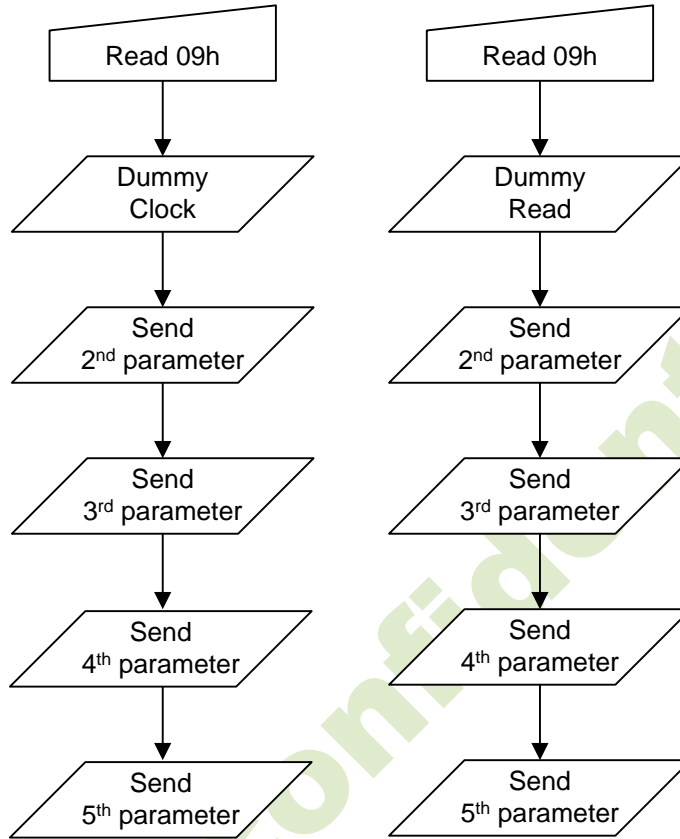 Read 09h
Dummy
Clock
Send
2nd parameter
Send
3rd parameter
Send
4th parameter
Send
5th parameter
Read 09h
Dummy
Read
Send
2nd parameter
Send
3rd parameter
Send
4th parameter
Send
5th parameter